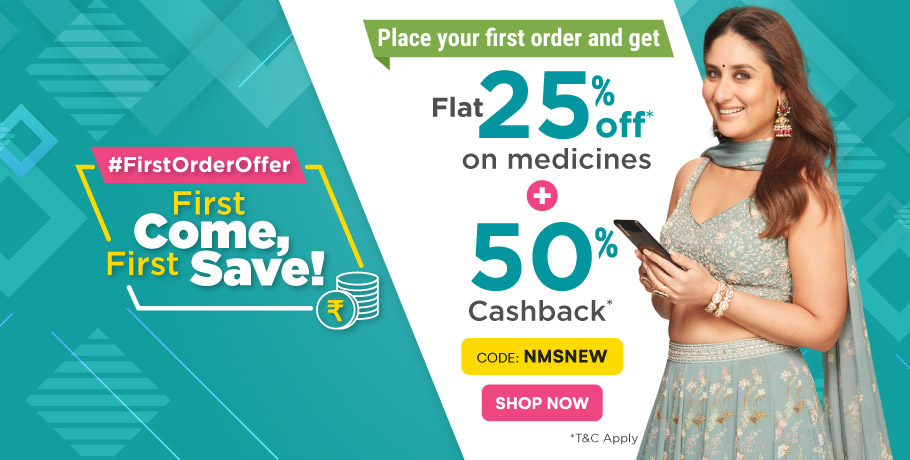 #FirstOrderOffer
First
Come,
First Save!
₹
Place your first order and get
Flat 25% off*
on medicines
+
50%
Cashback*
CODE: NMSNEW
SHOP NOW
*T&C Apply